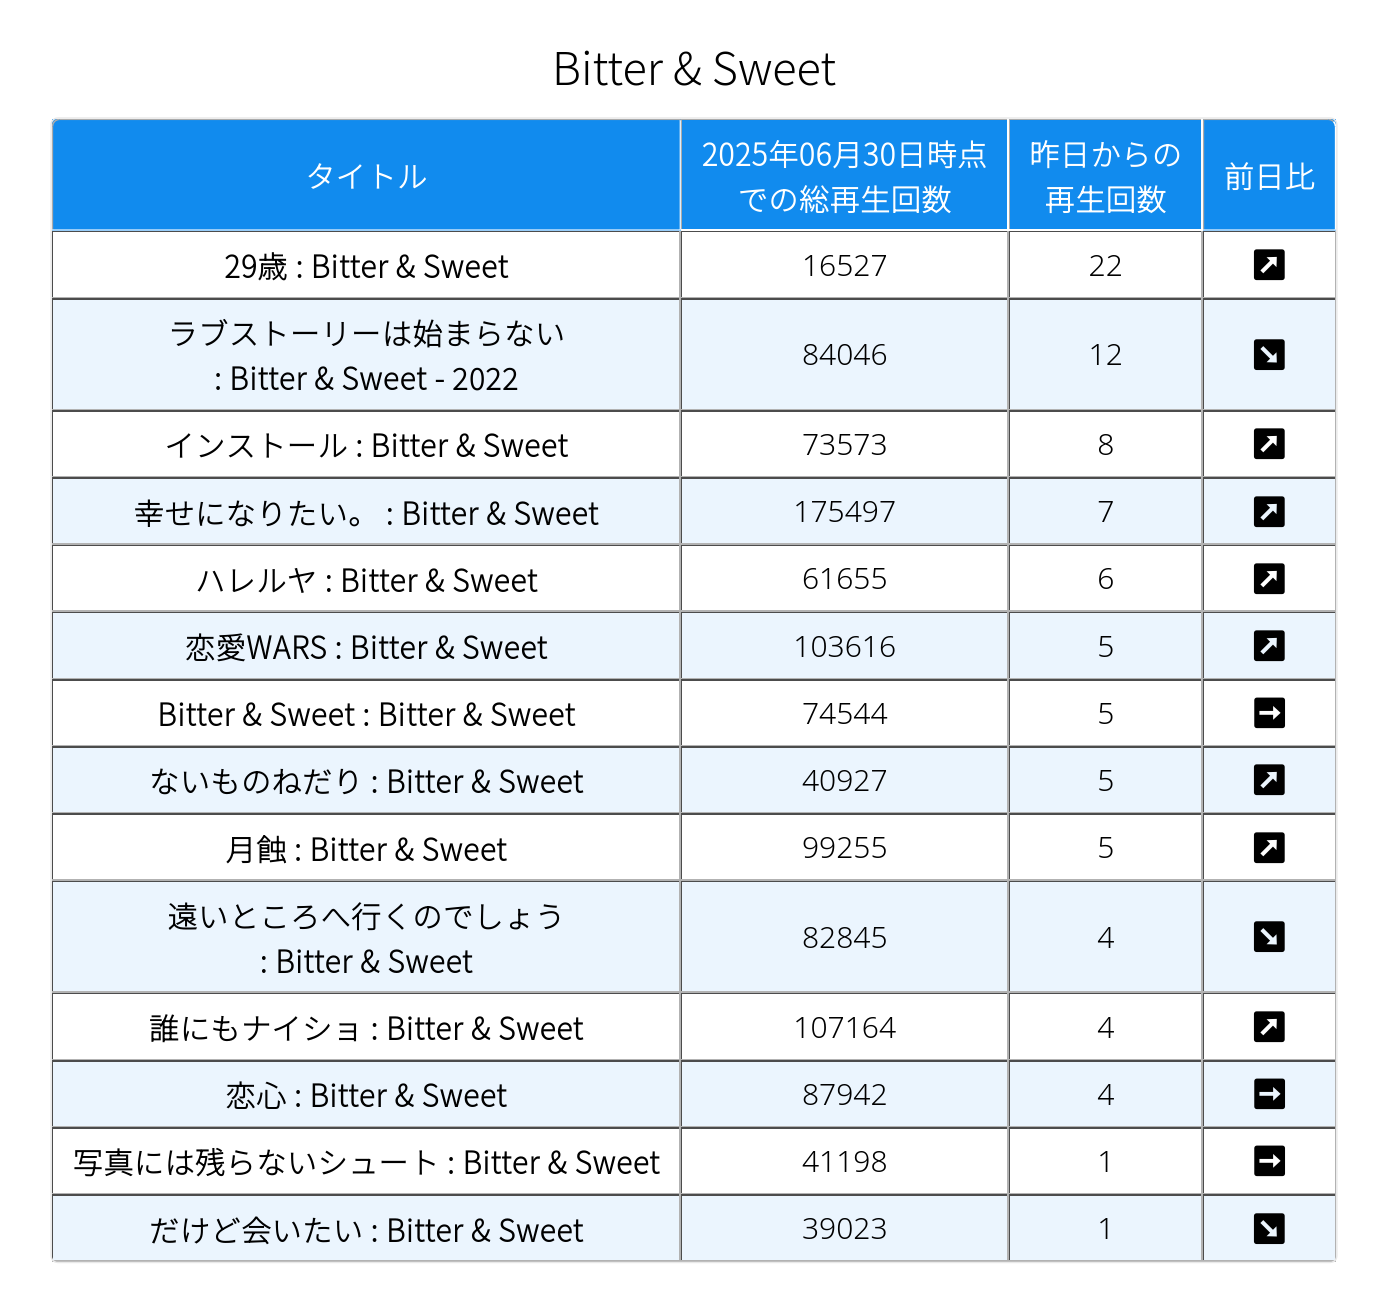 Bitter & Sweet
タイトル
2025年06月30日時点
での総再生回数
昨日からの
再生回数
前日比
29歳 : Bitter & Sweet
16527
22
ラブストーリーは始まらない
: Bitter & Sweet - 2022
84046
12
インストール : Bitter & Sweet
73573
8
幸せになりたい。 : Bitter & Sweet
175497
7
ハレルヤ : Bitter & Sweet
61655
6
恋愛WARS : Bitter & Sweet
103616
5
Bitter & Sweet : Bitter & Sweet
74544
5
ないものねだり : Bitter & Sweet
40927
5
月蝕 : Bitter & Sweet
99255
5
遠いところへ行くのでしょう
: Bitter & Sweet
82845
4
誰にもナイショ : Bitter & Sweet
107164
4
恋心 : Bitter & Sweet
87942
4
写真には残らないシュート : Bitter & Sweet
41198
1
だけど会いたい : Bitter & Sweet
39023
1